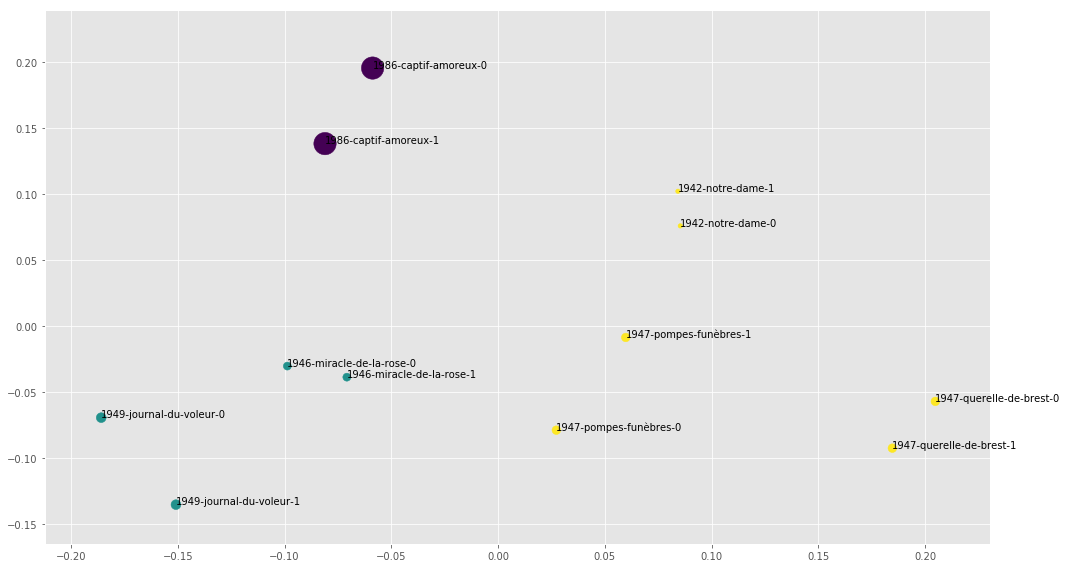 0.20
0.15
0.10
0.05
0.00
−0.05
−0.10
−0.15
1986-captif-amoreux-0
1986-captif-amoreux-1
1942-notre-dame-1
1942-notre-dame-0
1947-pompes-funèbres-1
1946-miracle-de-la-rose-0
1946-miracle-de-la-rose-1
1947-querelle-de-brest-0
1949-journal-du-voleur-0
1947-pompes-funèbres-0
1947-querelle-de-brest-1
1949-journal-du-voleur-1
−0.20 −0.15 −0.10 −0.05 0.00 0.05 0.10 0.15 0.20